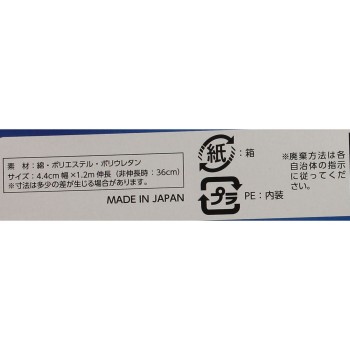 素 材：綿・ポリエステル・ポリウレタン
サイズ：4.4cm 幅×1.2m 伸長（非伸長時：36cm）
※寸法は多少の差が生じる場合があります。
MADE IN JAPAN
紙：箱
プラ
PE：内装
※廃棄方法は各
自治体の指示
に従ってくだ
さい。